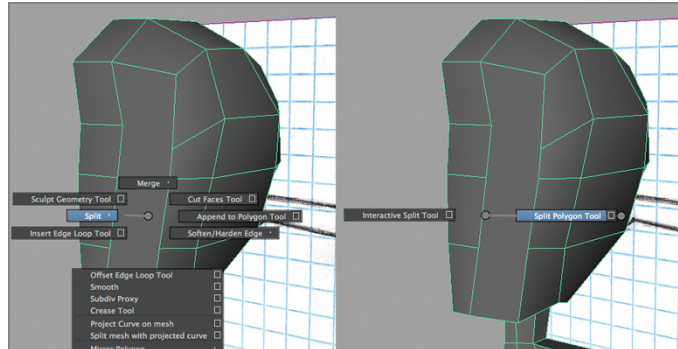 Merge
Sculpt Geometry Tool
Cut Faces Tool
Split
Append to Polygon Tool
Insert Edge Loop Tool
Soften/Harden Edge
Offset Edge Loop Tool
Smooth
Subdiv Proxy
Crease Tool
Project Curve on mesh
Split mesh with projected curve
Mirror Polygon
Interactive Split Tool
Split Polygon Tool